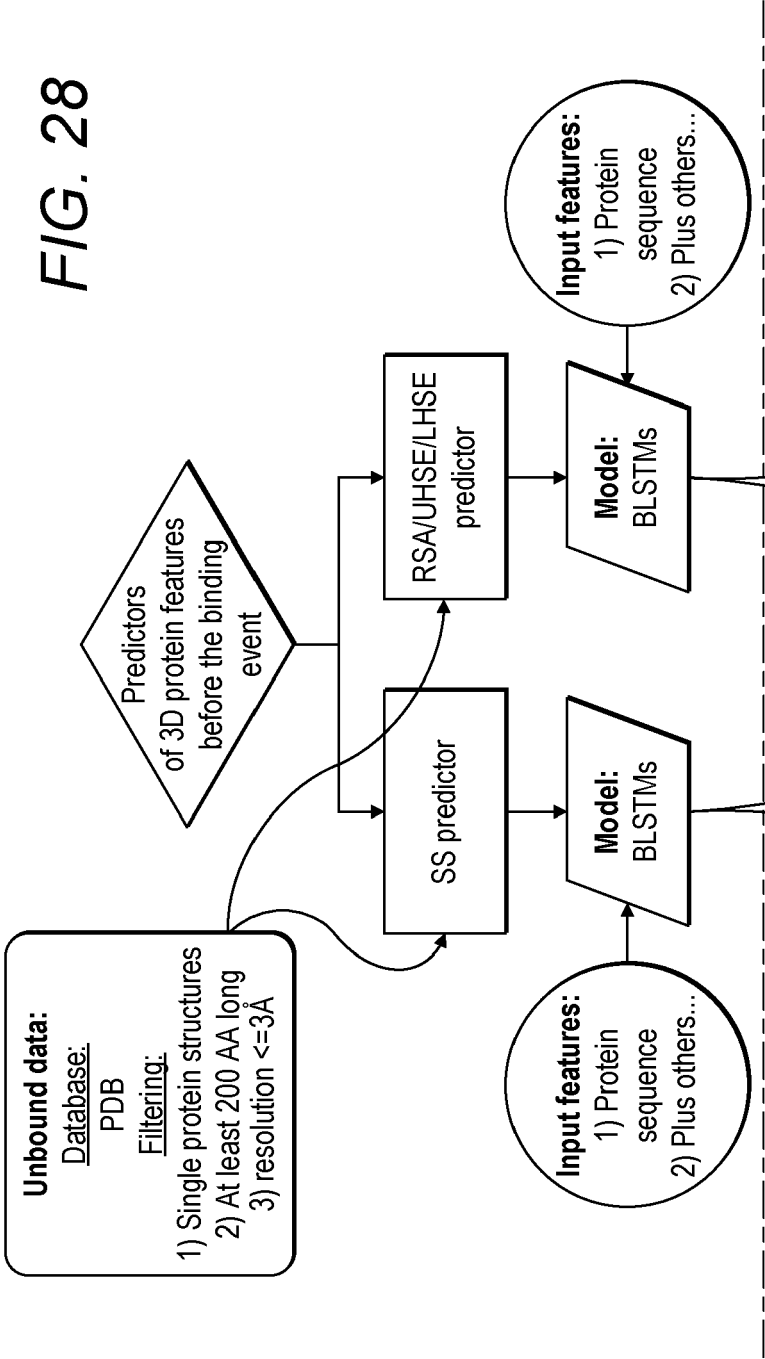 FIG. 28
Unbound data:
Database:
PDB
Filtering:
1) Single protein structures
2) At least 200 AA long
3) resolution <=3Å
Predictors
of 3D protein features
before the binding
event
SS predictor
RSA/UHSE/LHSE
predictor
Input features:
1) Protein
sequence
2) Plus others...
Model:
BLSTMs
Model:
BLSTMs
Input features:
1) Protein
sequence
2) Plus others...